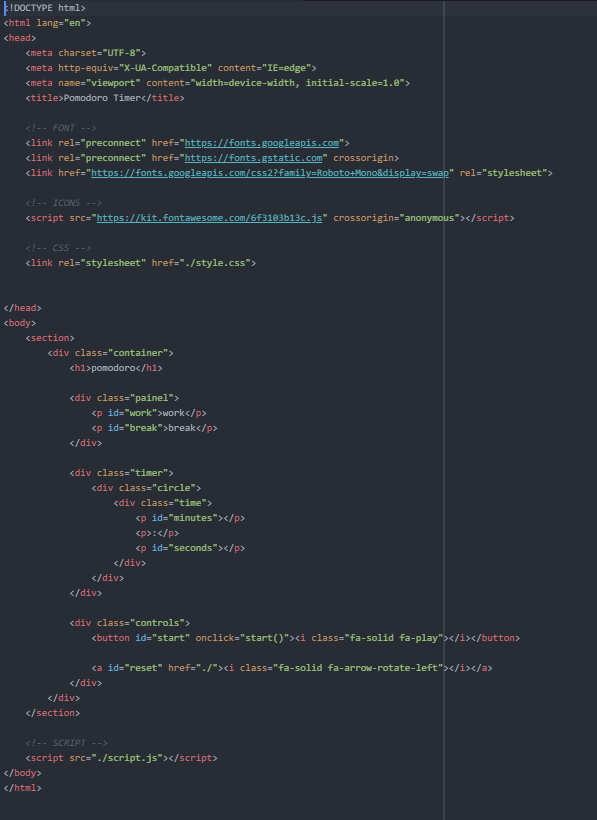 <!DOCTYPE html>
<html lang="en">
<head>
    <meta charset="UTF-8">
    <meta http-equiv="X-UA-Compatible" content="IE=edge">
    <meta name="viewport" content="width=device-width, initial-scale=1.0">
    <title>Pomodoro Timer</title>

    <!-- FONT -->
    <link rel="preconnect" href="https://fonts.googleapis.com">
    <link rel="preconnect" href="https://fonts.gstatic.com" crossorigin>
    <link href="https://fonts.googleapis.com/css2?family=Roboto+Mono&display=swap" rel="stylesheet">

    <!-- ICONS -->
    <script src="https://kit.fontawesome.com/6f3103b13c.js" crossorigin="anonymous"></script>

    <!-- CSS -->
    <link rel="stylesheet" href="./style.css">


</head>
<body>
    <section>
        <div class="container">
            <h1>pomodoro</h1>

            <div class="painel">
                <p id="work">work</p>
                <p id="break">break</p>
            </div>

            <div class="timer">
                <div class="circle">
                    <div class="time">
                        <p id="minutes"></p>
                        <p>:</p>
                        <p id="seconds"></p>
                    </div>
                </div>
            </div>

            <div class="controls">
                <button id="start" onclick="start()"><i class="fa-solid fa-play"></i></button>

                <a id="reset" href="./"><i class="fa-solid fa-arrow-rotate-left"></i></a>
            </div>
        </div>
    </section>

    <!-- SCRIPT -->
    <script src="./script.js"></script>
</body>
</html>